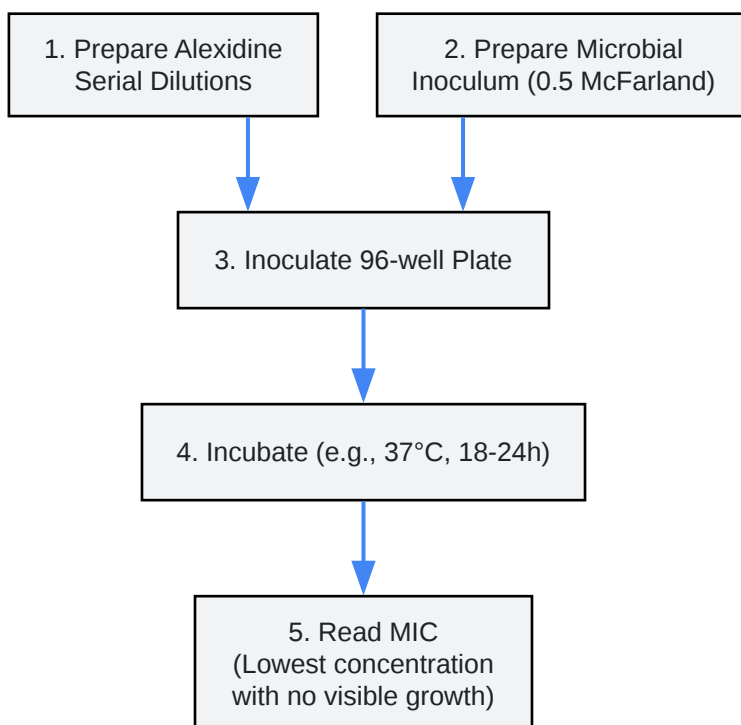 1. Prepare Alexidine
Serial Dilutions
2. Prepare Microbial
Inoculum (0.5 McFarland)
3. Inoculate 96-well Plate
4. Incubate (e.g., 37°C, 18-24h)
5. Read MIC
(Lowest concentration
with no visible growth)